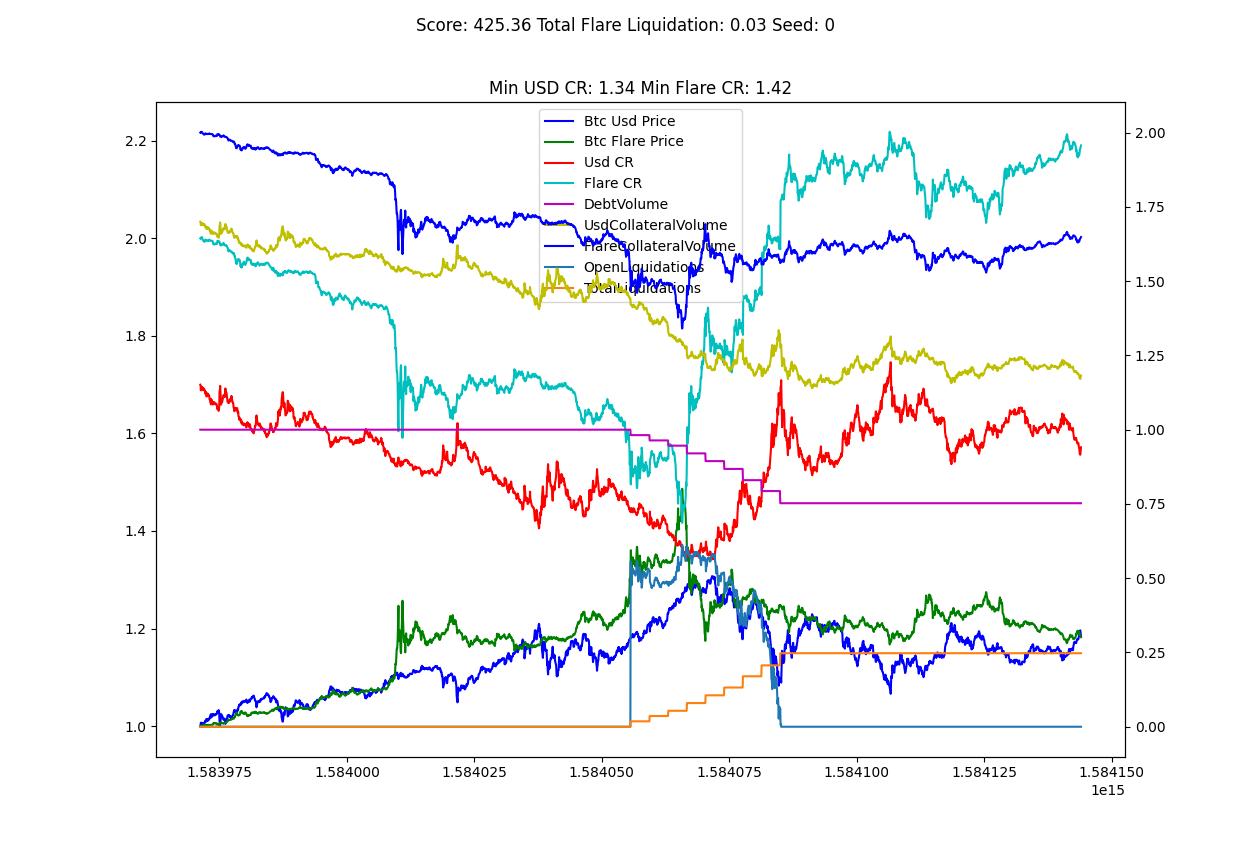 Score: 425.36 Total Flare Liquidation: 0.03 Seed: 0
Min USD CR: 1.34 Min Flare CR: 1.42
Btc Usd Price
Btc Flare Price
Usd CR
Flare CR
DebtVolume
UsdCollateralVolume
FlareCollateralVolume
OpenLiquidations
TotalLiquidations
2.2
2.0
1.8
1.6
1.4
1.2
1.0
2.00
1.75
1.50
1.25
1.00
0.75
0.50
0.25
0.00
1.583975 1.584000 1.584025 1.584050 1.584075 1.584100 1.584125 1.584150
1e15